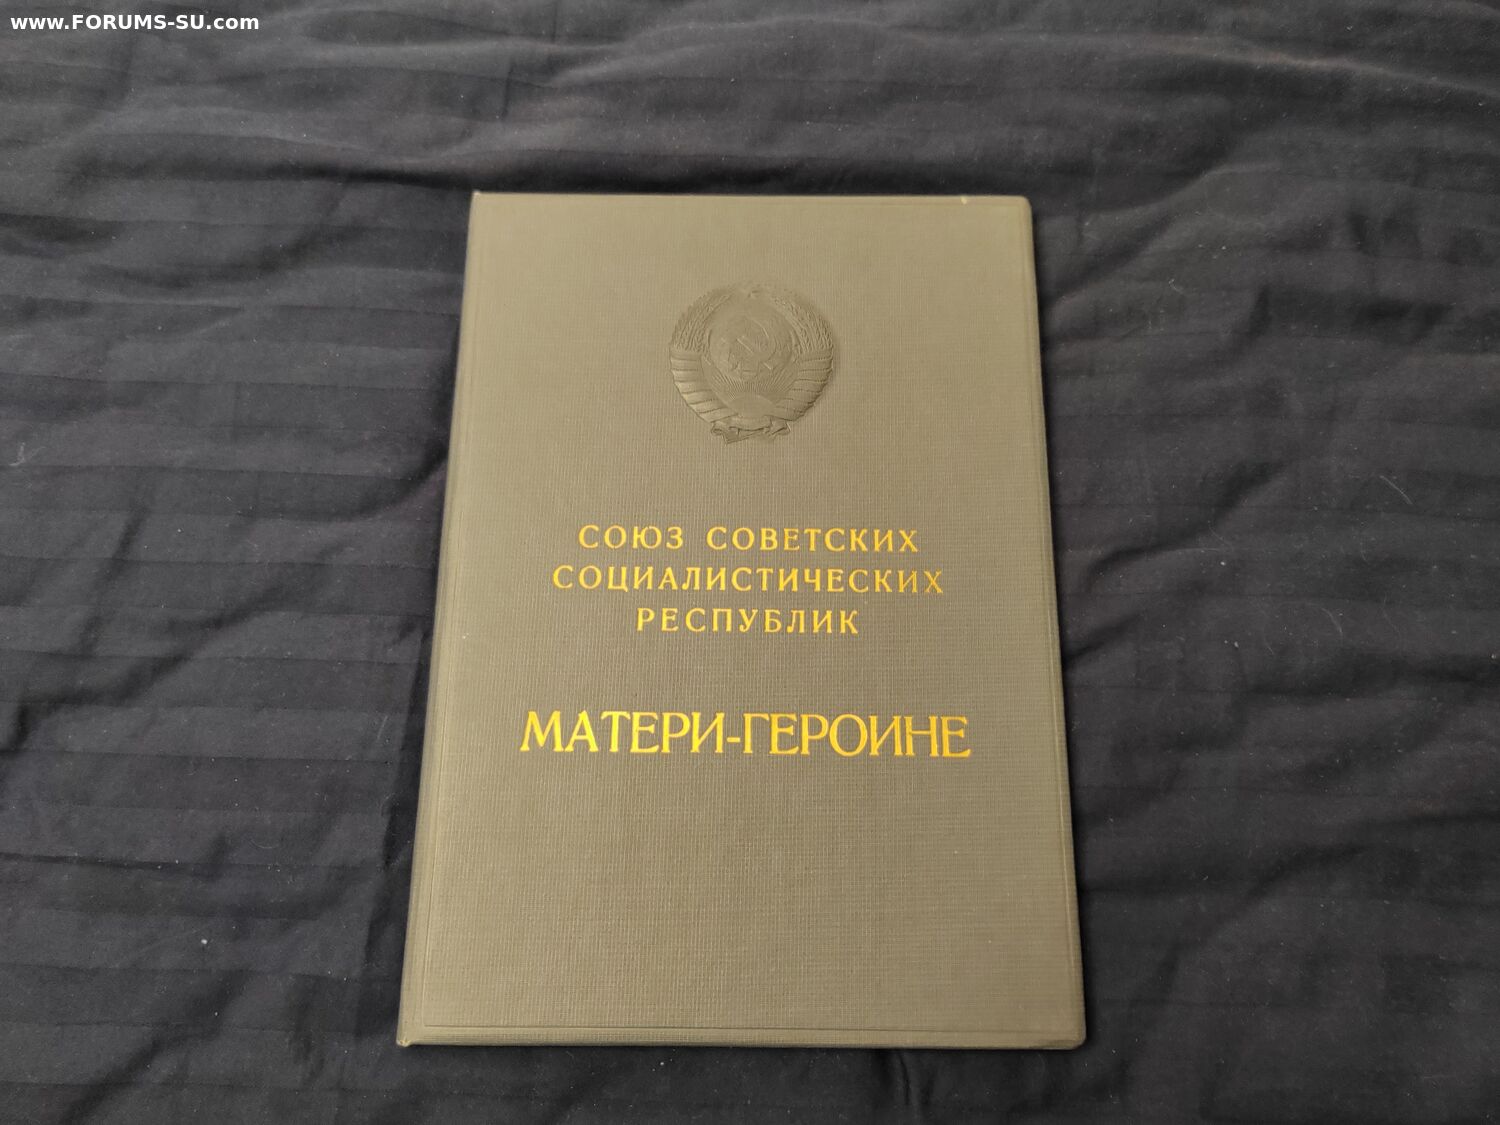 www.FORUMS-SU.com
СОЮЗ СОВЕТСКИХ
СОЦИАЛИСТИЧЕСКИХ
РЕСПУБЛИК
МАТЕРИ-ГЕРОИНЕ